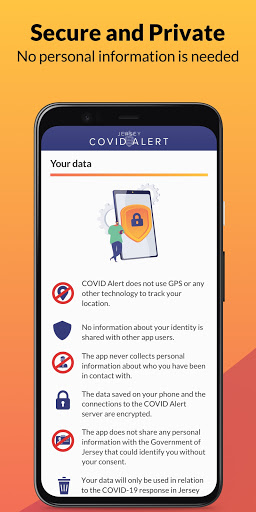 Secure and Private
No personal information is needed
JERSEY
COVID ALERT
Your data
COVID Alert does not use GPS or any
other technology to track your
location.
No information about your identity is
shared with other app users.
The app never collects personal
information about who you have been
in contact with.
The data saved on your phone and the
connections to the COVID Alert
server are encrypted.
The app does not share any personal
information with the Government of
Jersey that could identify you without
your consent.
Your data will only be used in relation
to the COVID-19 response in Jersey